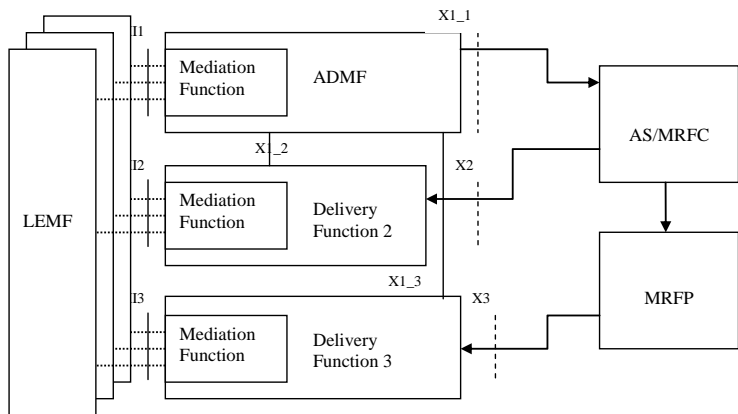 I1
X1_1
Mediation
Function
ADMF
AS/MRFC
X1_2
I2
X2
Mediation
Function
Delivery
Function 2
LEMF
X1_3
I3
X3
MRFP
Mediation
Function
Delivery
Function 3